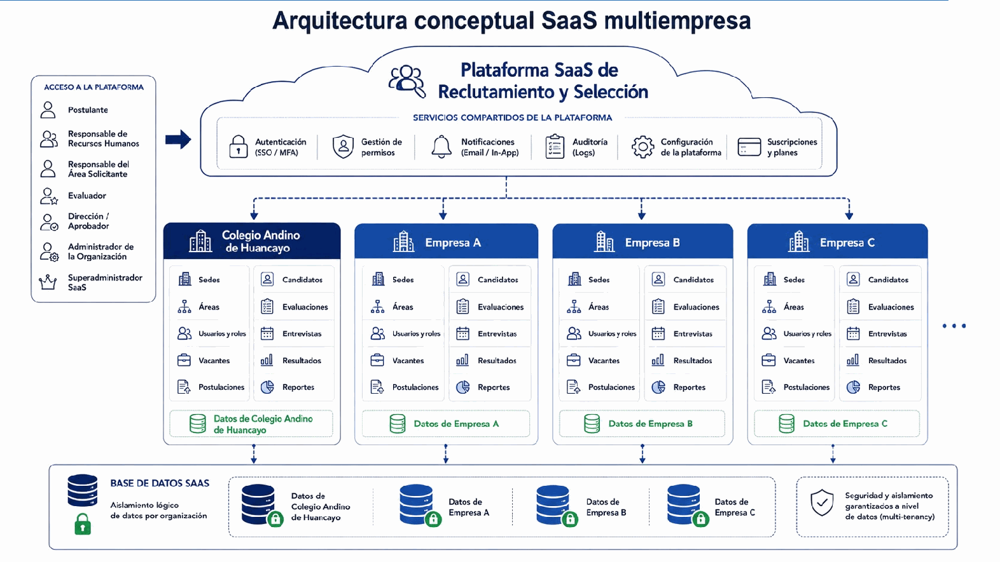 Arquitectura conceptual SaaS multiempresa
Plataforma SaaS de
Reclutamiento y Selección
SERVICIOS COMPARTIDOS DE LA PLATAFORMA
Autenticación
(SSO / MFA)
Gestión de
permisos
Notificaciones
(Email / In-App)
Auditoría
(Logs)
Configuración
de la plataforma
Suscripciones
y planes
ACCESO A LA PLATAFORMA
Postulante
Responsable de
Recursos Humanos
Responsable del
Área Solicitante
Evaluador
Dirección /
Aprobador
Administrador de
la Organización
Superadministrador
SaaS
Colegio Andino
de Huancayo
Sedes
Áreas
Usuarios y roles
Vacantes
Postulaciones
Candidatos
Evaluaciones
Entrevistas
Resultados
Reportes
Datos de Colegio Andino
de Huancayo
Empresa A
Sedes
Áreas
Usuarios y roles
Vacantes
Postulaciones
Candidatos
Evaluaciones
Entrevistas
Resultados
Reportes
Datos de Empresa A
Empresa B
Sedes
Áreas
Usuarios y roles
Vacantes
Postulaciones
Candidatos
Evaluaciones
Entrevistas
Resultados
Reportes
Datos de Empresa B
Empresa C
Sedes
Áreas
Usuarios y roles
Vacantes
Postulaciones
Candidatos
Evaluaciones
Entrevistas
Resultados
Reportes
Datos de Empresa C
...
BASE DE DATOS SAAS
Aislamiento lógico
de datos por organización
Datos de
Colegio Andino
de Huancayo
Datos de
Empresa A
Datos de
Empresa B
Datos de
Empresa C
Seguridad y aislamiento
garantizados a nivel
de datos (multi-tenancy)